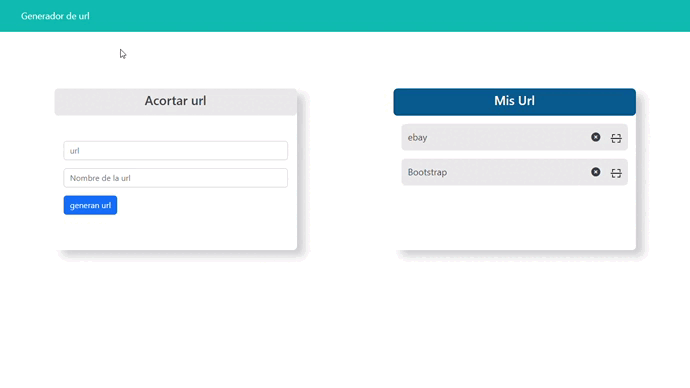 Generador de url
Acortar url
url
Nombre de la url
generan url
Mis Url
ebay
Bootstrap